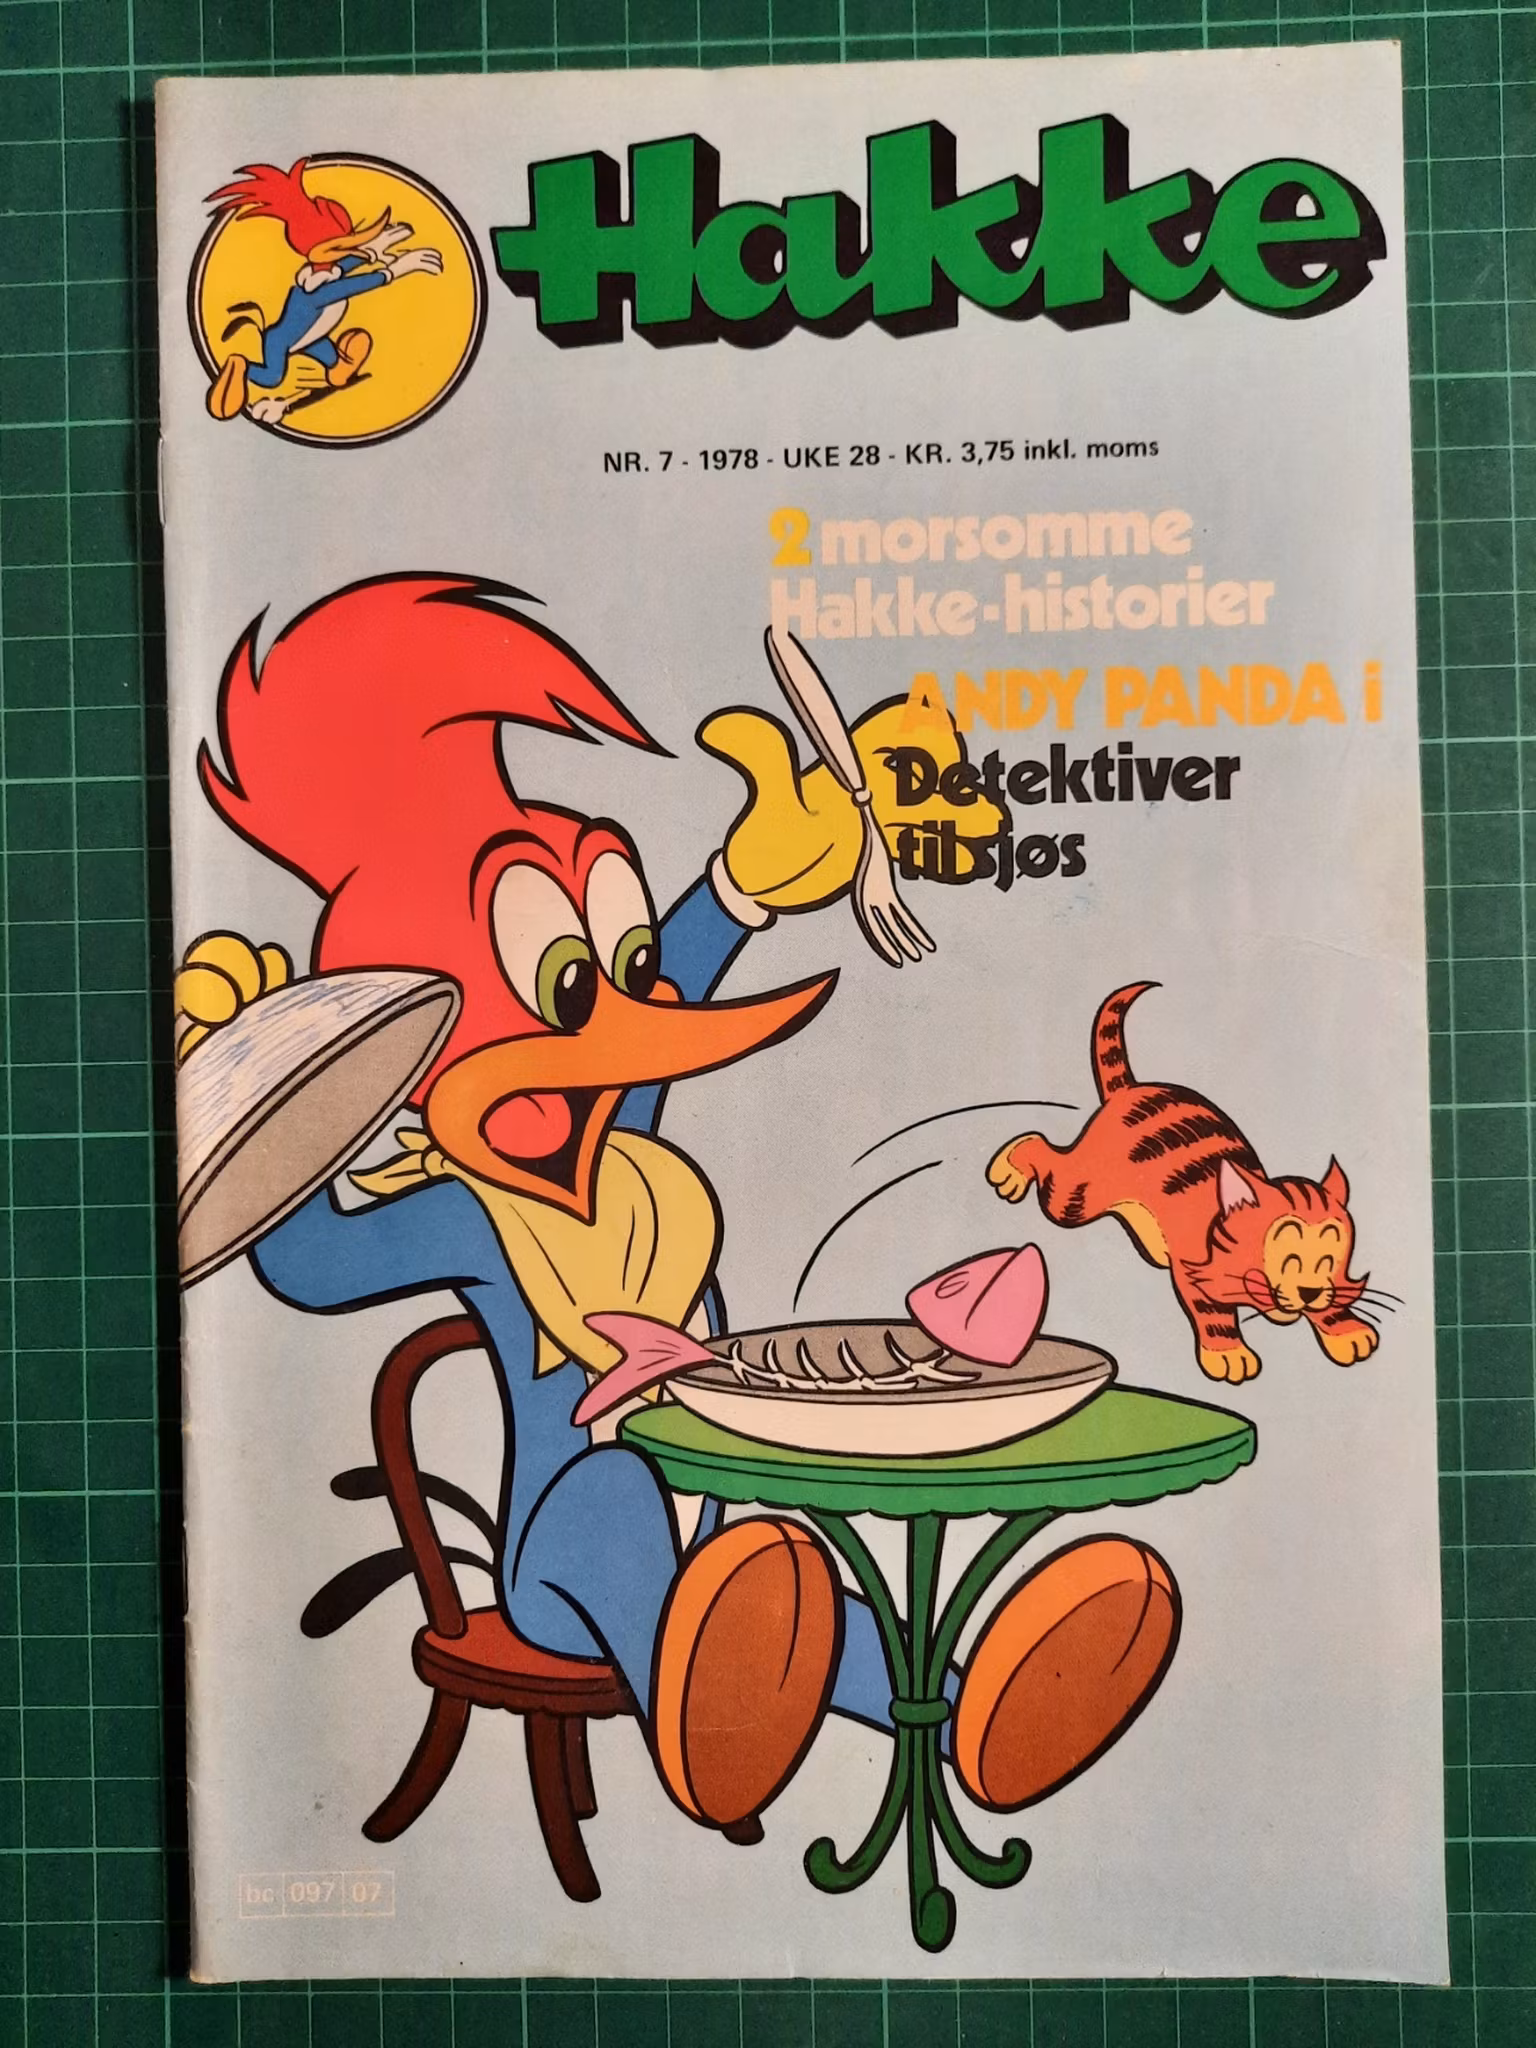 Hakke
NR. 7 - 1978 - UKE 28 - KR. 3,75 inkl. moms
2 morsomme
Hakke-historier
ANDY PANDA i
Detektiver
til sjøs
bc 097 07